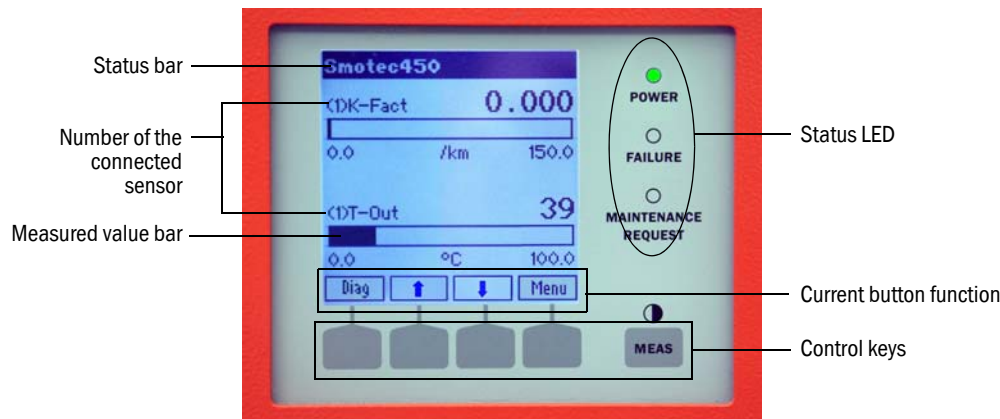 Status bar
Number of the
connected
sensor
Measured value bar
Smotec450
(1)K-Fact 0.000
0.0 /km 150.0
(1)T-Out 39
0.0 °C 100.0
Diag Menu
POWER
FAILURE
MAINTENANCE
REQUEST
MEAS
Status LED
Current button function
Control keys